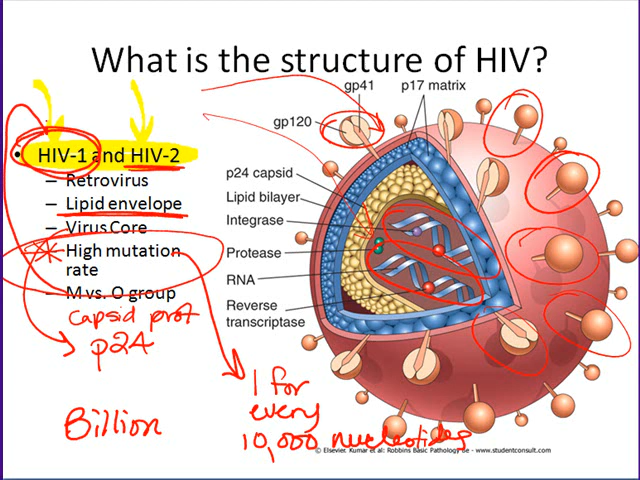 What is the structure of HIV?
• HIV-1 and HIV-2
– Retrovirus
– Lipid envelope
– Virus Core
– High mutation
rate
– M vs. O group
Capsid prot
p24
Billion
1 for
every
10,000 nucleotides
gp41
p17 matrix
gp120
p24 capsid
Lipid bilayer
Integrase
Protease
RNA
Reverse
transcriptase
© Elsevier. Kumar et al: Robbins Basic Pathology 8e - www.studentconsult.com